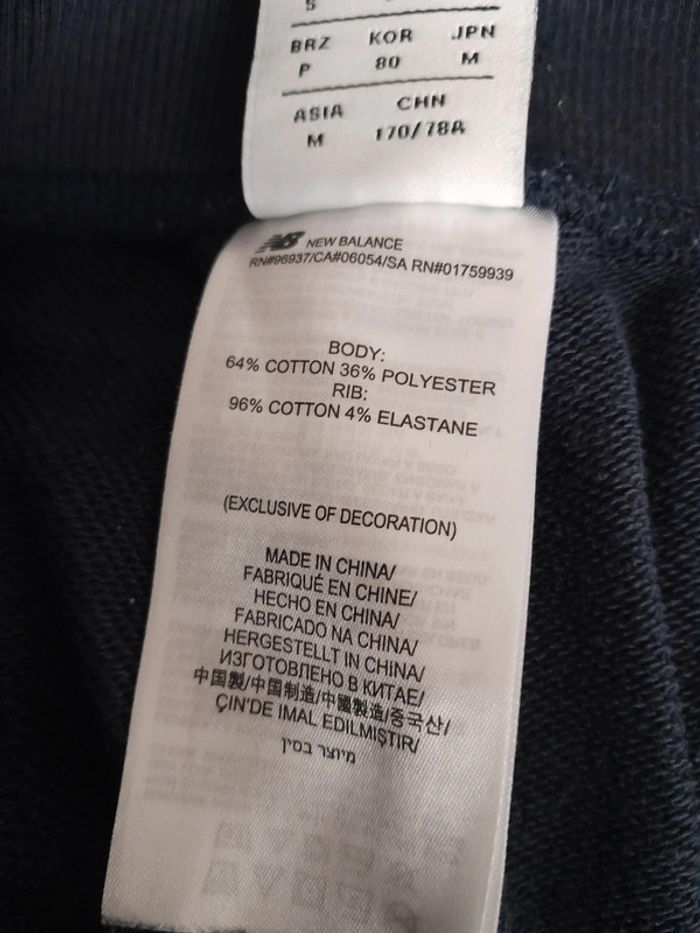 S
BRZ KOR JPN
P 80 M
ASIA CHN
M 170/78A
NB NEW BALANCE
RN#96937/CA#06054/SA RN#01759939
BODY:
64% COTTON 36% POLYESTER
RIB:
96% COTTON 4% ELASTANE
(EXCLUSIVE OF DECORATION)
MADE IN CHINA/
FABRIQUÉ EN CHINE/
HECHO EN CHINA/
FABRICADO NA CHINA/
HERGESTELLT IN CHINA/
ИЗГОТОВЛЕНО В КИТАЕ/
中国製/中国制造/中國製造/중국산/
ÇIN'DE IMAL EDILMIŞTIR/
מיוצר בסין